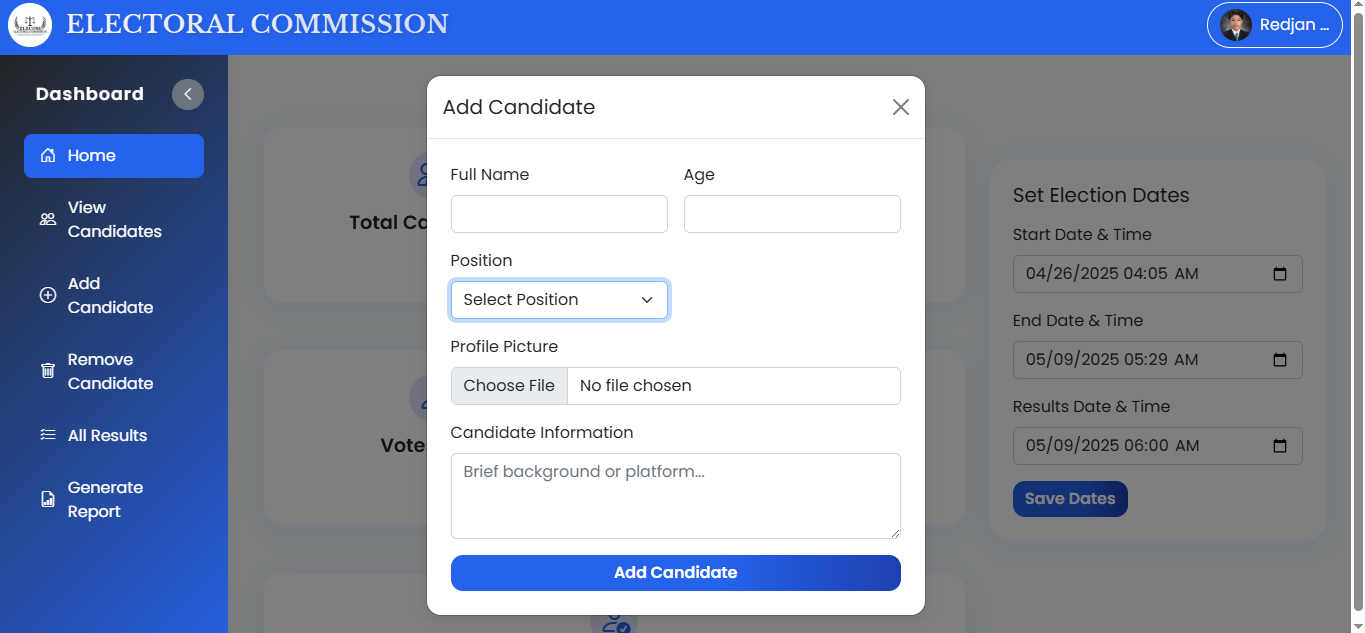 ELECTORAL COMMISSION
Redjan ...
Dashboard
Home
View
Candidates
Add
Candidate
Remove
Candidate
All Results
Generate
Report
Add Candidate
Full Name
Age
Position
Select Position
Profile Picture
Choose File
No file chosen
Candidate Information
Brief background or platform...
Add Candidate
Total Ca
Vote
Set Election Dates
Start Date & Time
04/26/2025 04:05 AM
End Date & Time
05/09/2025 05:29 AM
Results Date & Time
05/09/2025 06:00 AM
Save Dates